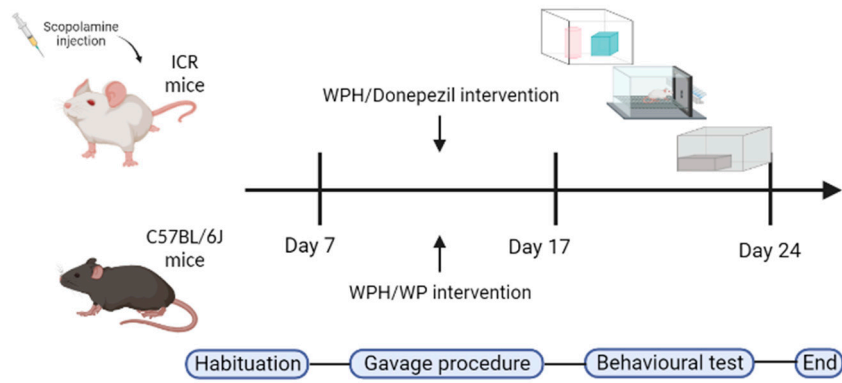 Scopolamine
injection
ICR
mice
WPH/Donepezil intervention
Day 7
Day 17
Day 24
C57BL/6J
mice
WPH/WP intervention
Habituation
Gavage procedure
Behavioural test
End